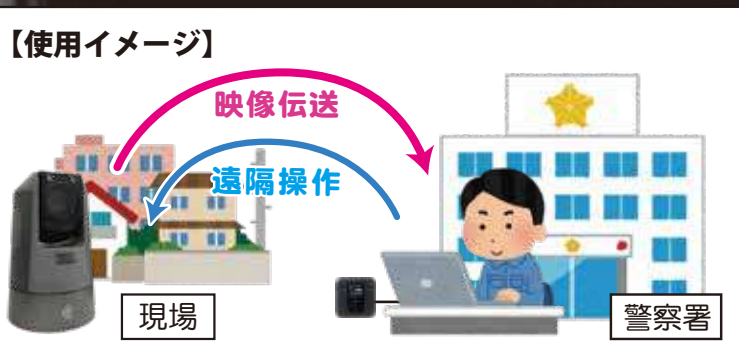 【使用イメージ】
映像伝送
遠隔操作
現場
警察署